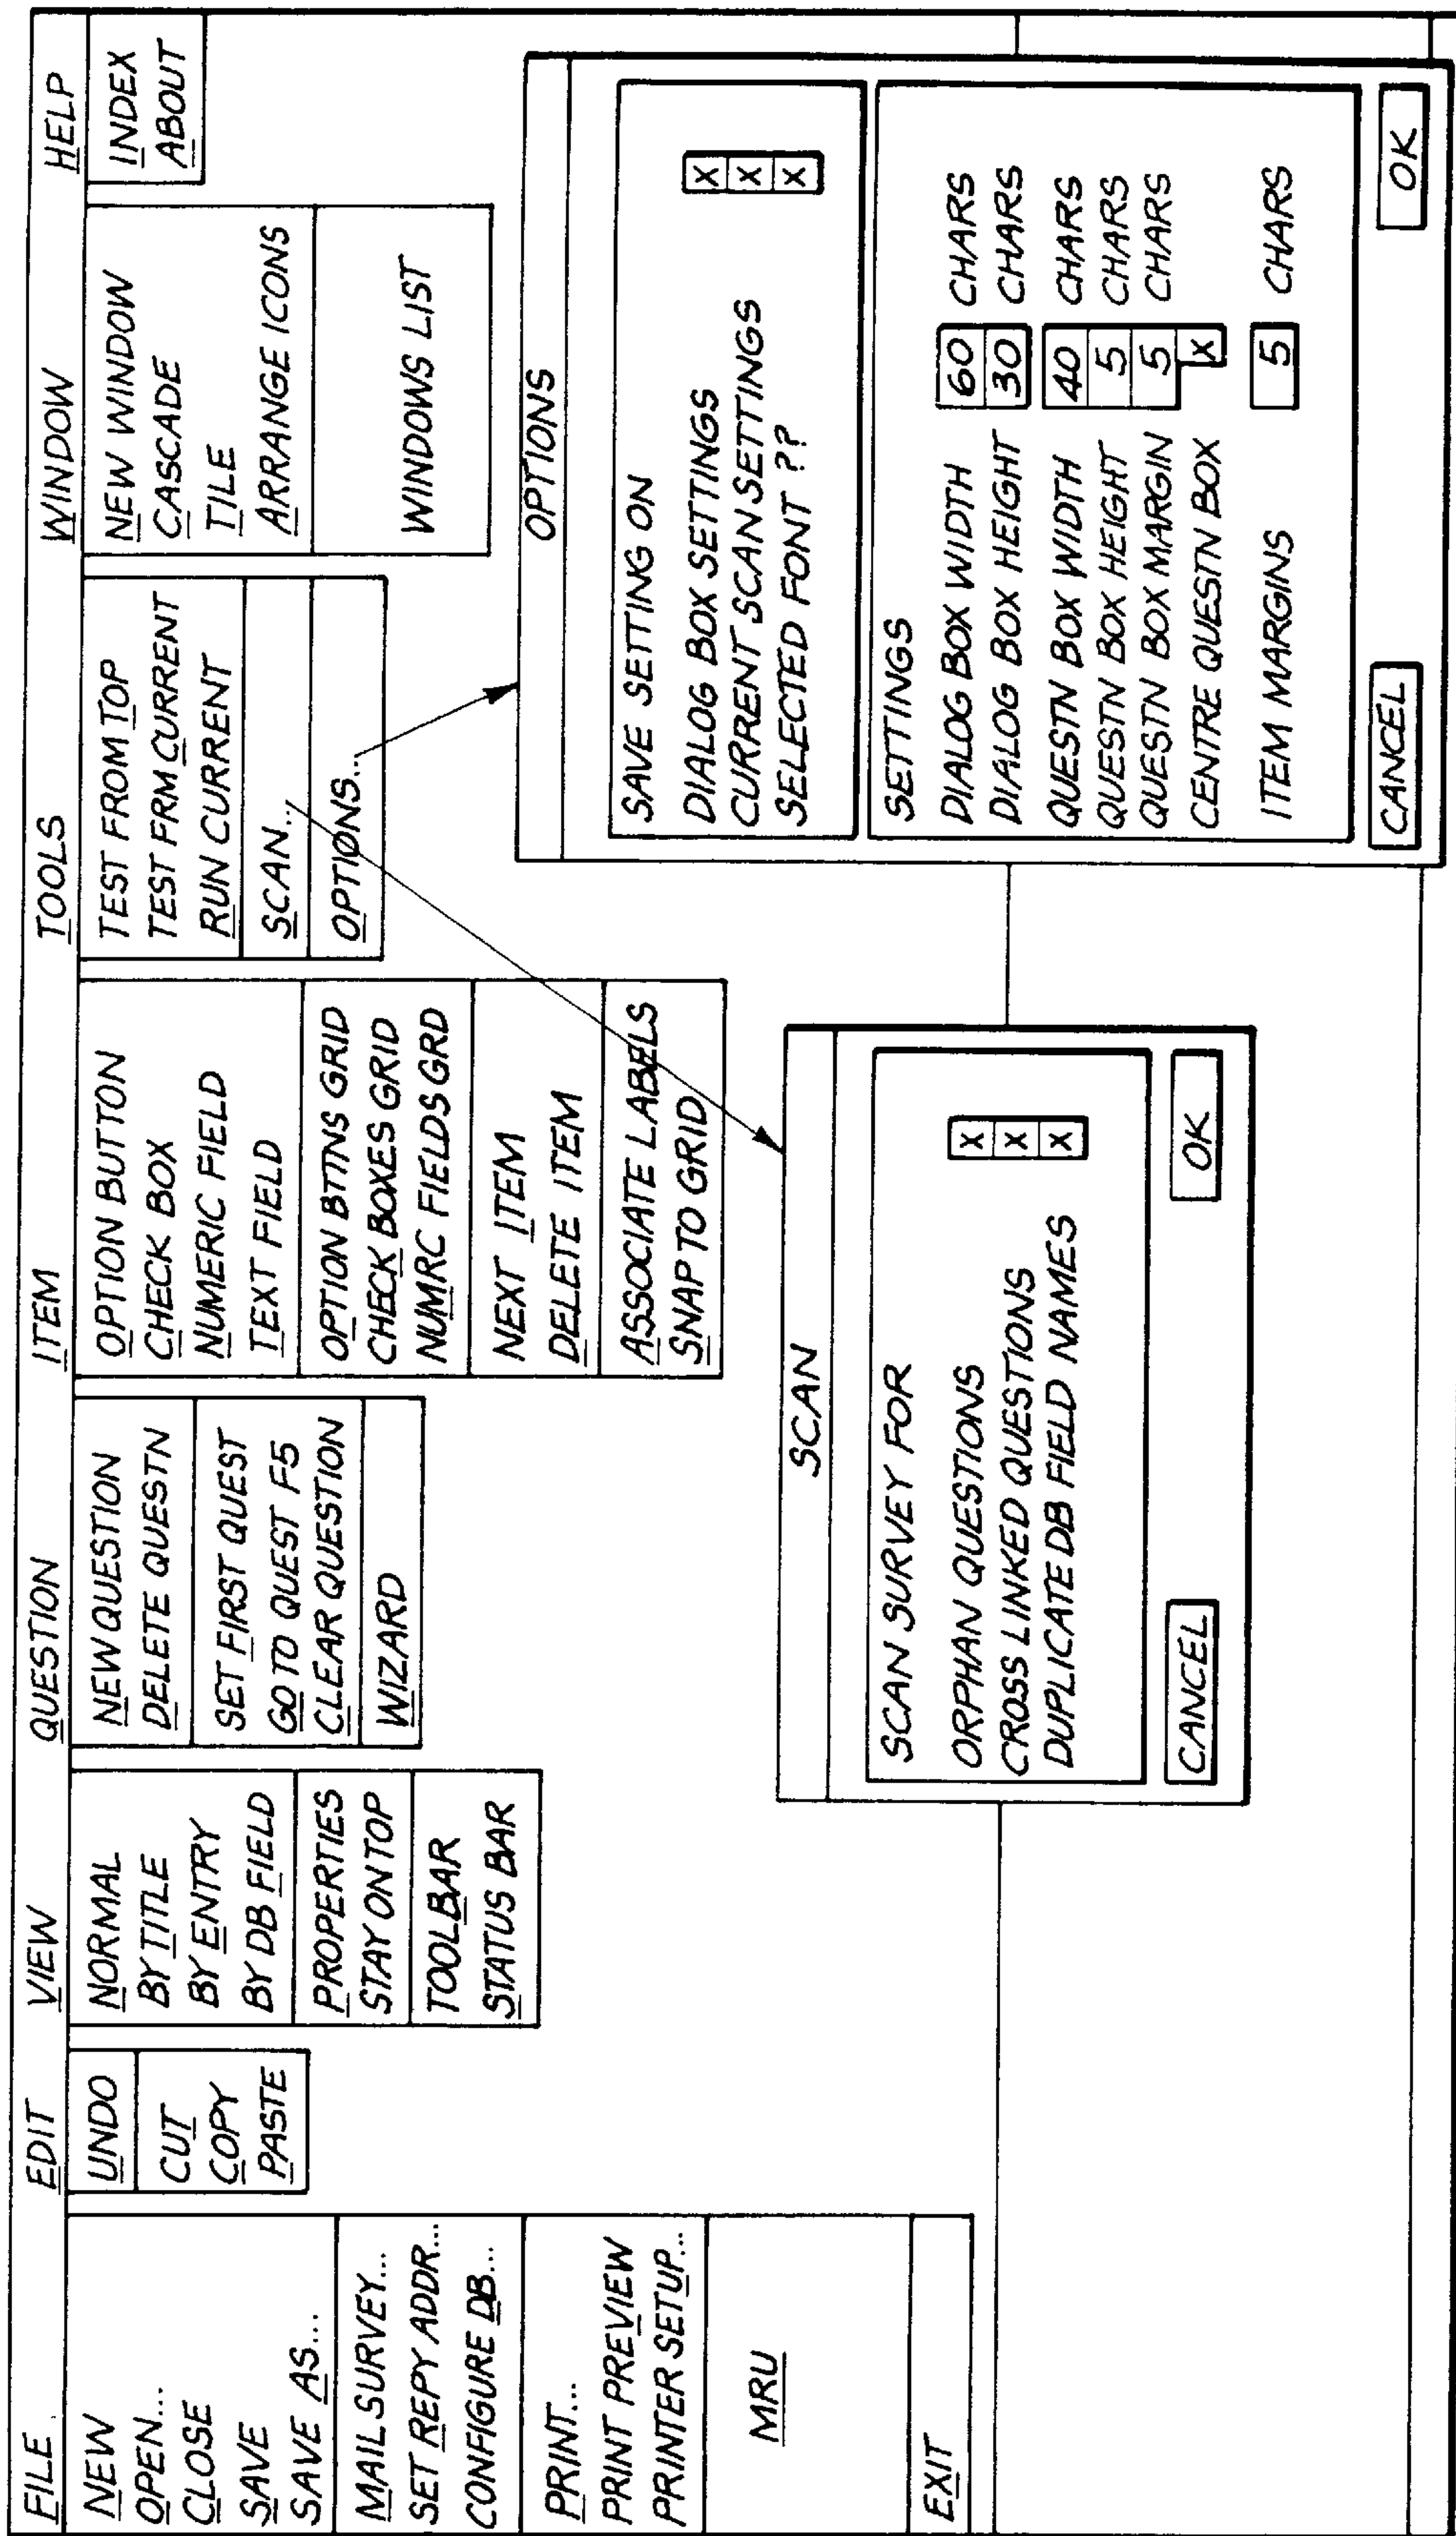 FILE EDIT VIEW QUESTION ITEM TOOLS WINDOW HELP
NEW
OPEN...
CLOSE
SAVE
SAVE AS...
MAIL SURVEY...
SET REPY ADDR...
CONFIGURE DB...
PRINT...
PRINT PREVIEW
PRINTER SETUP...
MRU
EXIT
UNDO
CUT
COPY
PASTE
NORMAL
BY TITLE
BY ENTRY
BY DB FIELD
PROPERTIES
STAY ON TOP
TOOLBAR
STATUS BAR
NEW QUESTION
DELETE QUESTN
SET FIRST QUEST
GO TO QUEST F5
CLEAR QUESTION
WIZARD
OPTION BUTTON
CHECK BOX
NUMERIC FIELD
TEXT FIELD
OPTION BTTNS GRID
CHECK BOXES GRID
NUMRC FIELDS GRD
NEXT ITEM
DELETE ITEM
ASSOCIATE LABELS
SNAP TO GRID
TEST FROM TOP
TEST FRM CURRENT
RUN CURRENT
SCAN...
OPTIONS...
NEW WINDOW
CASCADE
TILE
ARRANGE ICONS
WINDOWS LIST
INDEX
ABOUT
SCAN
SCAN SURVEY FOR
ORPHAN QUESTIONS X
CROSS LINKED QUESTIONS X
DUPLICATE DB FIELD NAMES X
CANCEL OK
OPTIONS
SAVE SETTING ON
DIALOG BOX SETTINGS X
CURRENT SCAN SETTINGS X
SELECTED FONT ?? X
SETTINGS
DIALOG BOX WIDTH 60 CHARS
DIALOG BOX HEIGHT 30 CHARS
QUESTN BOX WIDTH 40 CHARS
QUESTN BOX HEIGHT 5 CHARS
QUESTN BOX MARGIN 5 CHARS
CENTRE QUESTN BOX X
ITEM MARGINS 5 CHARS
CANCEL OK